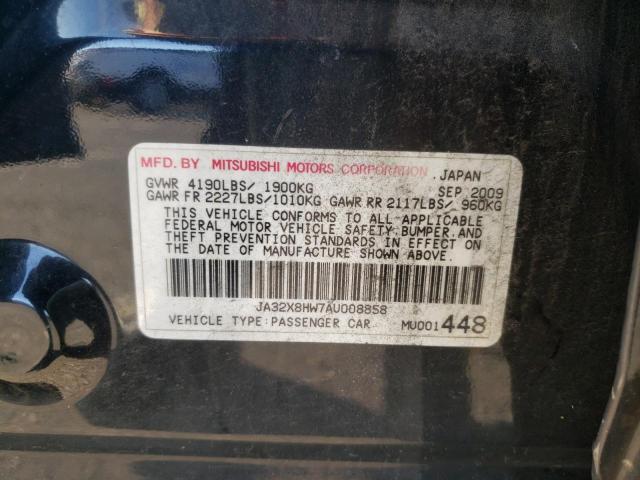 MFD. BY MITSUBISHI MOTORS CORPORATION, JAPAN
GVWR 4190LBS/ 1900KG SEP 2009
GAWR FR 2227LBS/1010KG GAWR RR 2117LBS/ 960KG
THIS VEHICLE CONFORMS TO ALL APPLICABLE
FEDERAL MOTOR VEHICLE SAFETY, BUMPER, AND
THEFT PREVENTION STANDARDS IN EFFECT ON
THE DATE OF MANUFACTURE SHOWN ABOVE.
JA32X8HW7AU008858
VEHICLE TYPE:PASSENGER CAR MU001448